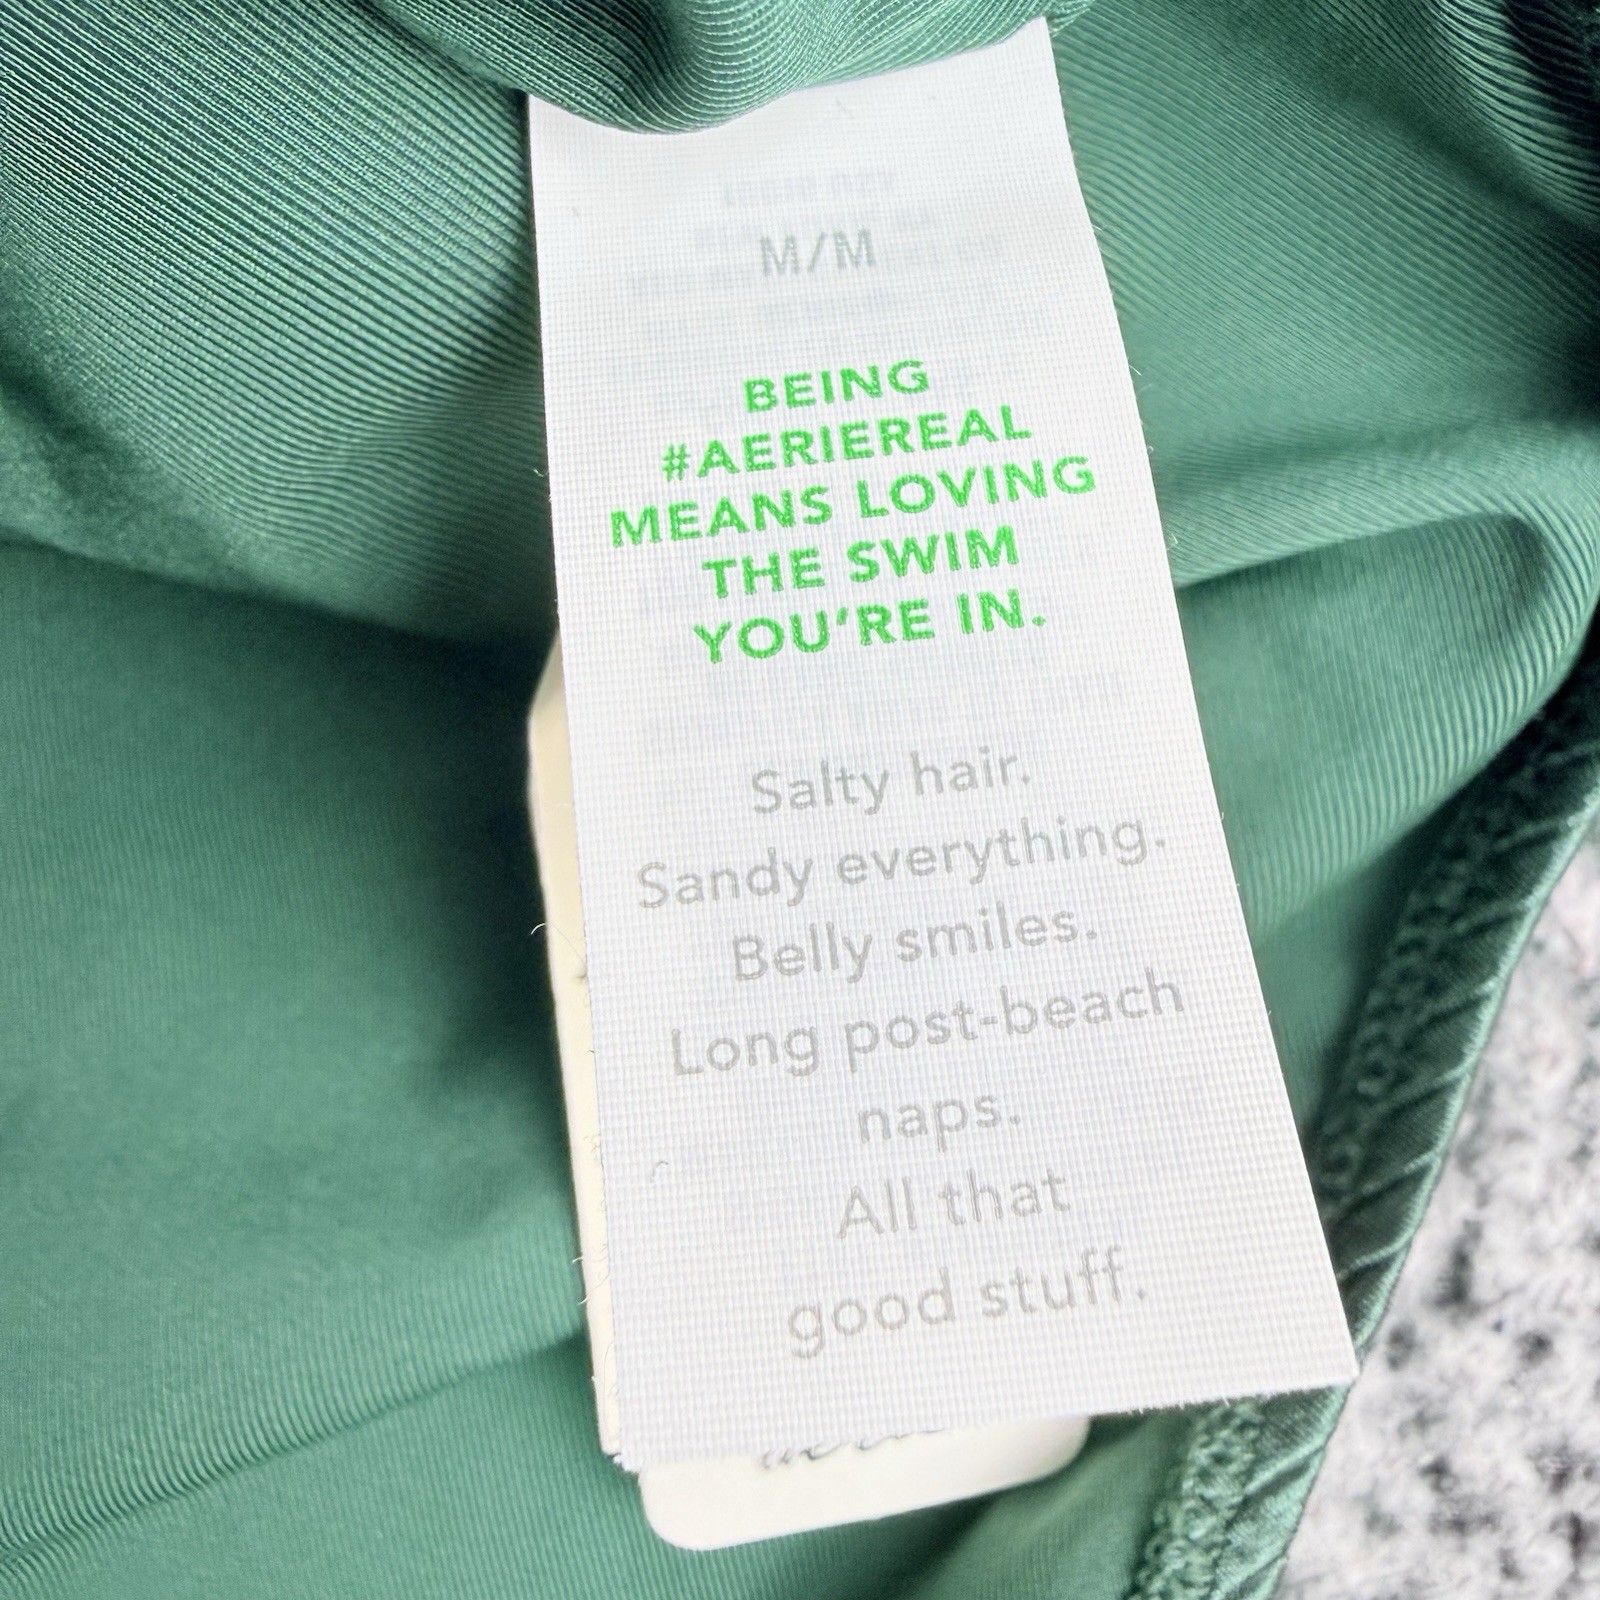 M/M
BEING
#AERIEREAL
MEANS LOVING
THE SWIM
YOU'RE IN.
Salty hair.
Sandy everything.
Belly smiles.
Long post-beach
naps.
All that
good stuff.